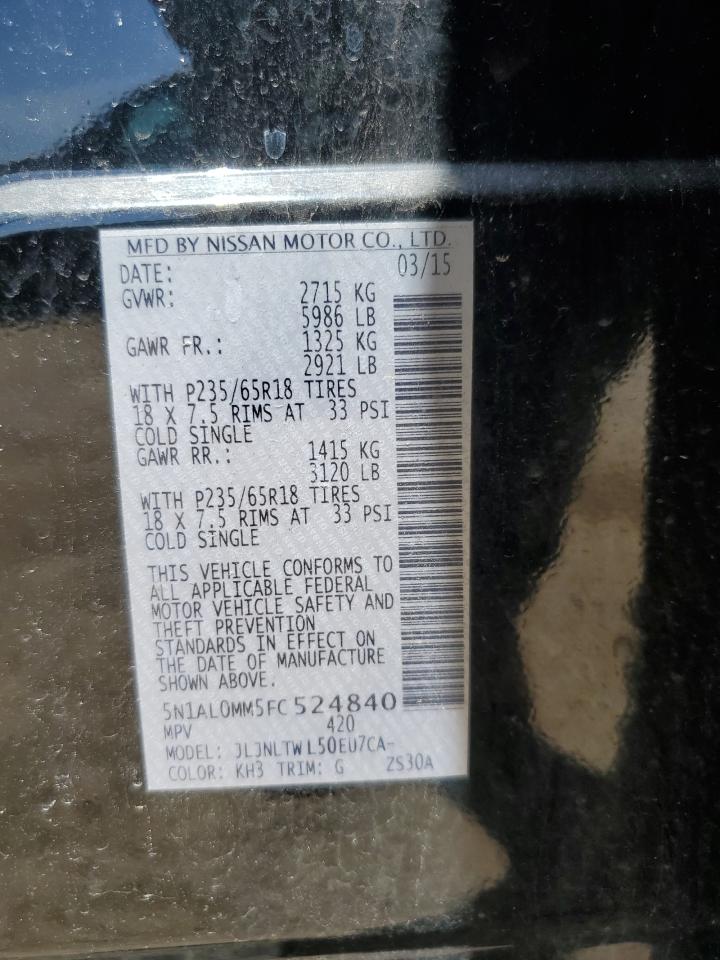 MFD BY NISSAN MOTOR CO., LTD.
DATE: 03/15
GVWR: 2715 KG
5986 LB
GAWR FR.: 1325 KG
2921 LB
WITH P235/65R18 TIRES
18 X 7.5 RIMS AT 33 PSI
COLD SINGLE
GAWR RR.: 1415 KG
3120 LB
WITH P235/65R18 TIRES
18 X 7.5 RIMS AT 33 PSI
COLD SINGLE
THIS VEHICLE CONFORMS TO
ALL APPLICABLE FEDERAL
MOTOR VEHICLE SAFETY AND
THEFT PREVENTION
STANDARDS IN EFFECT ON
THE DATE OF MANUFACTURE
SHOWN ABOVE.
5N1AL0MM5FC524840
MPV 420
MODEL: JLJNLTWL50EU7CA-
COLOR: KH3 TRIM: G ZS30A